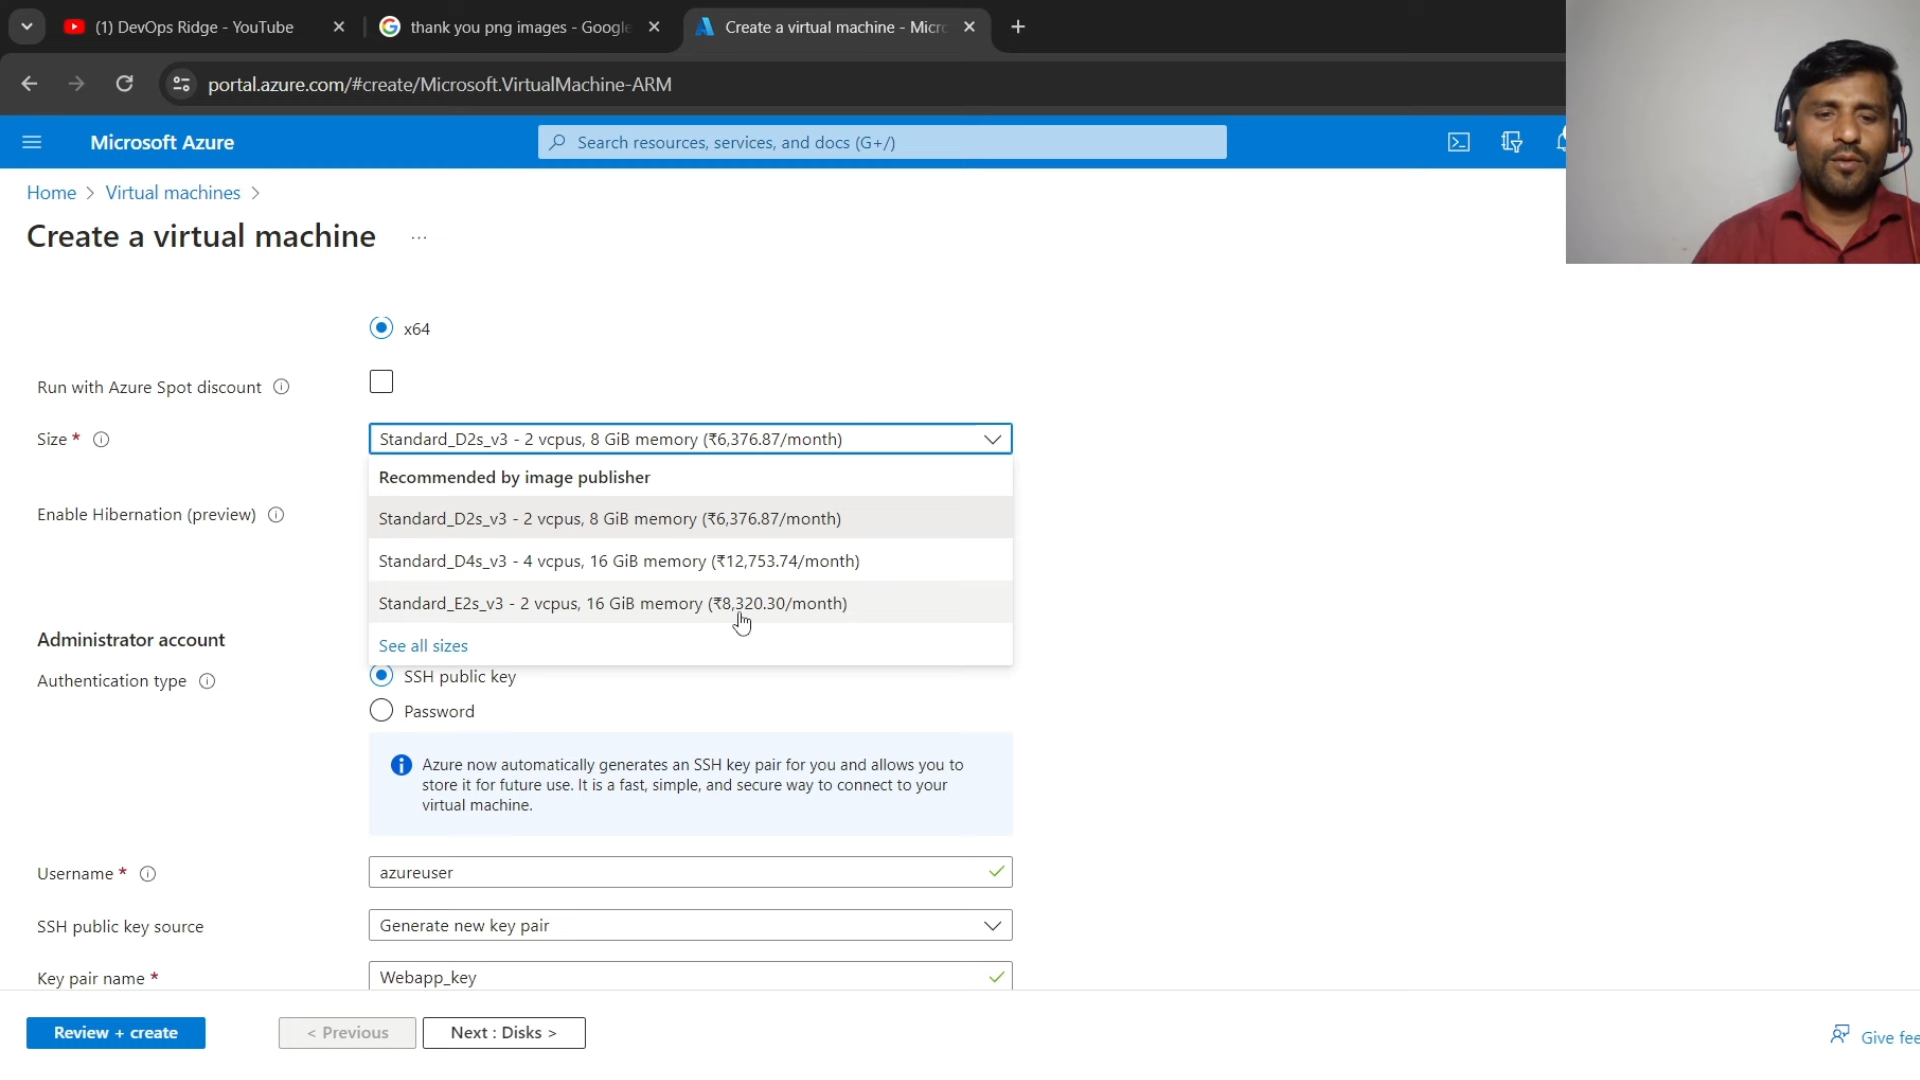 (1) DevOps Ridge - YouTube
thank you png images - Google
Create a virtual machine - Micro
portal.azure.com/#create/Microsoft.VirtualMachine-ARM
Microsoft Azure
Search resources, services, and docs (G+/)
Home > Virtual machines >
Create a virtual machine ...
x64
Run with Azure Spot discount
Size *
Standard_D2s_v3 - 2 vcpus, 8 GiB memory (₹6,376.87/month)
Recommended by image publisher
Standard_D2s_v3 - 2 vcpus, 8 GiB memory (₹6,376.87/month)
Enable Hibernation (preview)
Standard_D4s_v3 - 4 vcpus, 16 GiB memory (₹12,753.74/month)
Standard_E2s_v3 - 2 vcpus, 16 GiB memory (₹8,320.30/month)
See all sizes
Administrator account
Authentication type
SSH public key
Password
Azure now automatically generates an SSH key pair for you and allows you to
store it for future use. It is a fast, simple, and secure way to connect to your
virtual machine.
Username *
azureuser
SSH public key source
Generate new key pair
Key pair name *
Webapp_key
Review + create
< Previous
Next : Disks >
Give fee